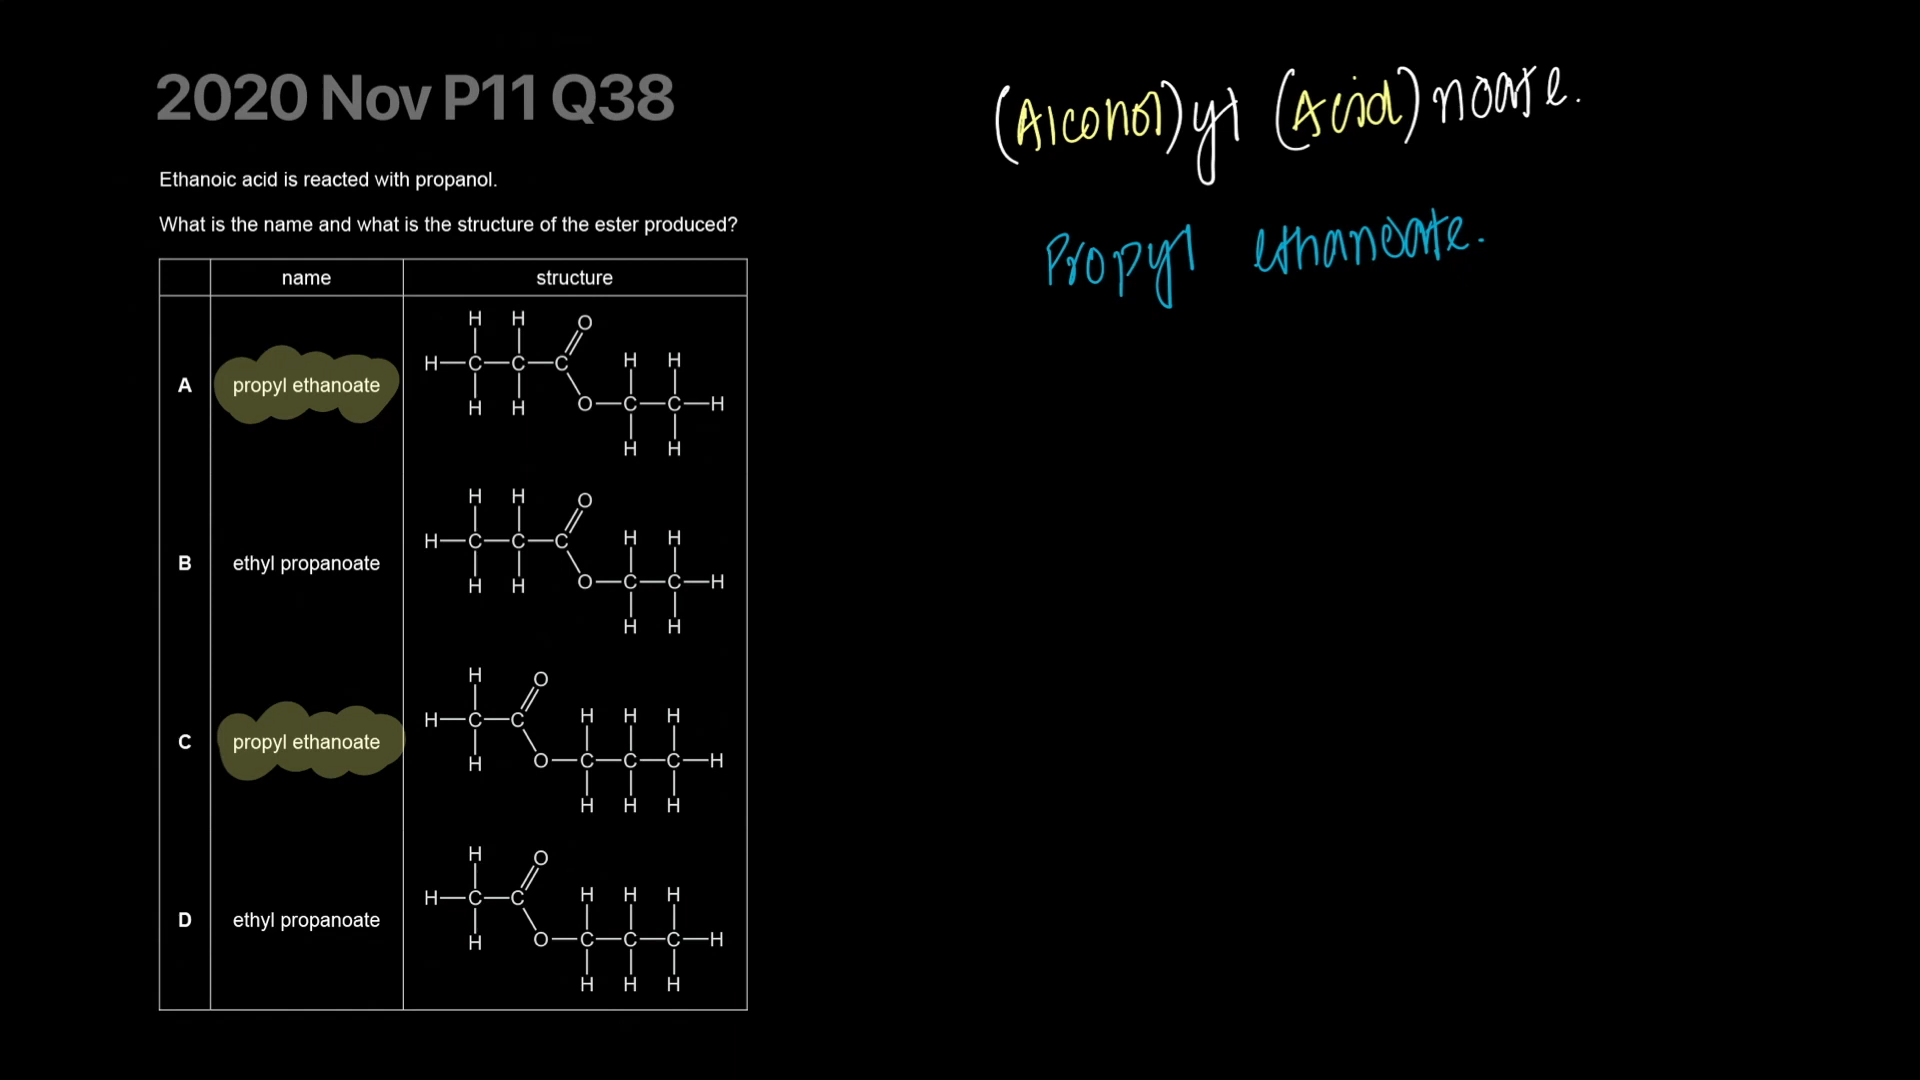 2020 Nov P11 Q38
(Alcohol)yl (Acid)noate.
Propyl ethanoate.
Ethanoic acid is reacted with propanol.
What is the name and what is the structure of the ester produced?
name structure
A propyl ethanoate
H H O
H C C C H H
H H O C C H
H H
B ethyl propanoate
H H O
H C C C H H
H H O C C H
H H
C propyl ethanoate
H O
H C C H H H
H O C C C H
H H H
D ethyl propanoate
H O
H C C H H H
H O C C C H
H H H